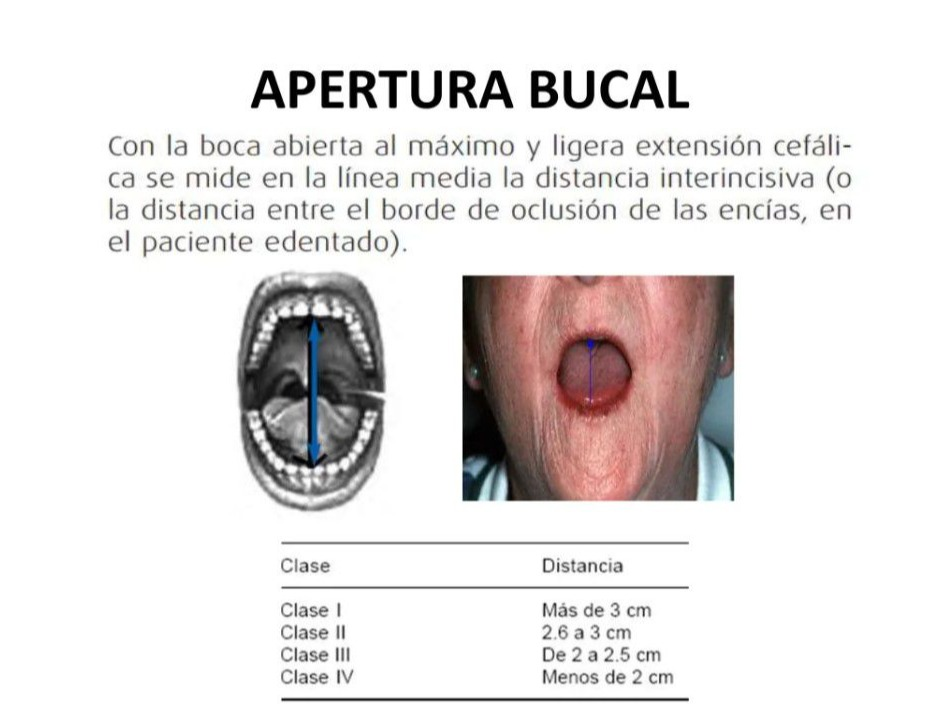 APERTURA BUCAL
Con la boca abierta al máximo y ligera extensión cefáli-
ca se mide en la línea media la distancia interincisiva (o
la distancia entre el borde de oclusión de las encías, en
el paciente edentado).
Clase Distancia
Clase I Más de 3 cm
Clase II 2.6 a 3 cm
Clase III De 2 a 2.5 cm
Clase IV Menos de 2 cm